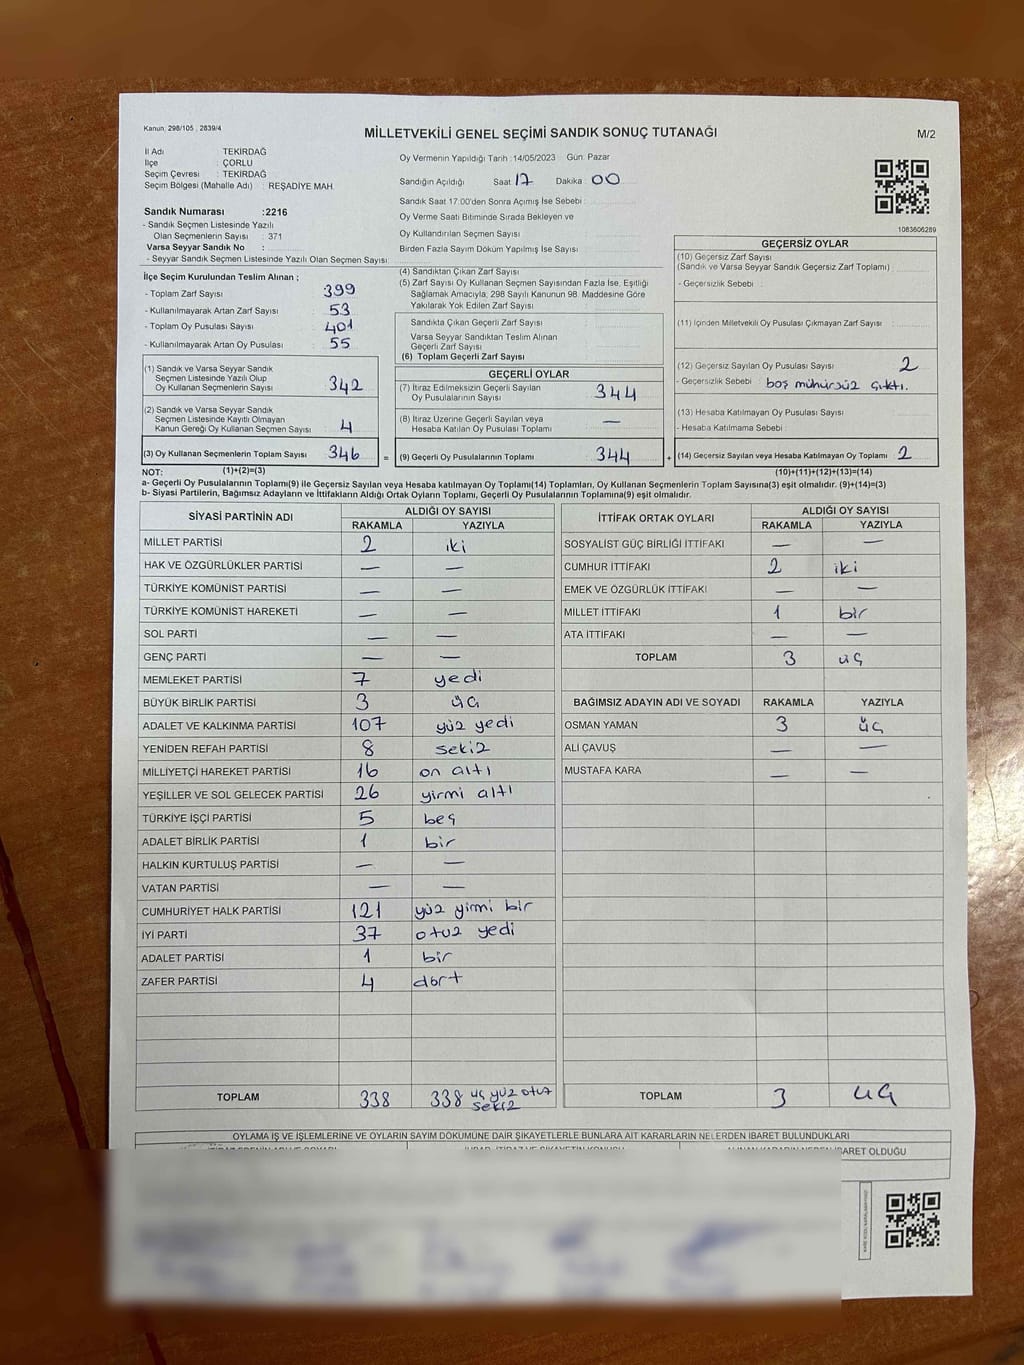 Kanun, 298/105 , 2839/4
MİLLETVEKİLİ GENEL SEÇİMİ SANDIK SONUÇ TUTANAĞI
M/2
İl Adı TEKİRDAĞ
İlçe : ÇORLU
Seçim Çevresi : TEKİRDAĞ
Seçim Bölgesi (Mahalle Adı) : REŞADİYE MAH.
Sandık Numarası :2216
- Sandık Seçmen Listesinde Yazılı
Olan Seçmenlerin Sayısı : 371
Varsa Seyyar Sandık No :
- Seyyar Sandık Seçmen Listesinde Yazılı Olan Seçmen Sayısı:
Oy Vermenin Yapıldığı Tarih :14/05/2023 Gün: Pazar
Sandığın Açıldığı Saat 17 Dakika : 00
Sandık Saat 17:00'den Sonra Açımış İse Sebebi :
Oy Verme Saati Bitiminde Sırada Bekleyen ve
Oy Kullandırılan Seçmen Sayısı
Birden Fazla Sayım Döküm Yapılmış İse Sayısı
1083606289
İlçe Seçim Kurulundan Teslim Alınan ;
- Toplam Zarf Sayısı : 399
- Kullanılmayarak Artan Zarf Sayısı : 53
- Toplam Oy Pusulası Sayısı : 401
- Kullanılmayarak Artan Oy Pusulası : 55
(1) Sandık ve Varsa Seyyar Sandık
Seçmen Listesinde Yazılı Olup
Oy Kullanan Seçmenlerin Sayısı : 342
(2) Sandık ve Varsa Seyyar Sandık
Seçmen Listesinde Kayıtlı Olmayan
Kanun Gereği Oy Kullanan Seçmen Sayısı : 4
(3) Oy Kullanan Seçmenlerin Toplam Sayısı : 346 =
(4) Sandıktan Çıkan Zarf Sayısı
(5) Zarf Sayısı Oy Kullanan Seçmen Sayısından Fazla İse, Eşitliği
Sağlamak Amacıyla, 298 Sayılı Kanunun 98. Maddesine Göre
Yakılarak Yok Edilen Zarf Sayısı :
Sandıkta Çıkan Geçerli Zarf Sayısı
Varsa Seyyar Sandıktan Teslim Alınan
Geçerli Zarf Sayısı
(6) Toplam Geçerli Zarf Sayısı
GEÇERLİ OYLAR
(7) İtiraz Edilmeksizin Geçerli Sayılan
Oy Pusulalarının Sayısı : 344
(8) İtiraz Üzerine Geçerli Sayılan veya
Hesaba Katılan Oy Pusulası Toplamı : —
(9) Geçerli Oy Pusulalarının Toplamı : 344 +
GEÇERSİZ OYLAR
(10) Geçersiz Zarf Sayısı
(Sandık ve Varsa Seyyar Sandık Geçersiz Zarf Toplamı)
- Geçersizlik Sebebi :
(11) İçinden Milletvekili Oy Pusulası Çıkmayan Zarf Sayısı :
(12) Geçersiz Sayılan Oy Pusulası Sayısı : 2
- Geçersizlik Sebebi : boş mühürsüz çıktı.
(13) Hesaba Katılmayan Oy Pusulası Sayısı :
- Hesaba Katılmama Sebebi :
(14) Geçersiz Sayılan veya Hesaba Katılmayan Oy Toplamı : 2
NOT: (1)+(2)=(3) (10)+(11)+(12)+(13)=(14)
a- Geçerli Oy Pusulalarının Toplamı(9) ile Geçersiz Sayılan veya Hesaba katılmayan Oy Toplamı(14) Toplamları, Oy Kullanan Seçmenlerin Toplam Sayısına(3) eşit olmalıdır. (9)+(14)=(3)
b- Siyasi Partilerin, Bağımsız Adayların ve İttifakların Aldığı Ortak Oyların Toplamı, Geçerli Oy Pusulalarının Toplamına(9) eşit olmalıdır.
SİYASİ PARTİNİN ADI ALDIĞI OY SAYISI
RAKAMLA YAZIYLA
MİLLET PARTİSİ 2 iki
HAK VE ÖZGÜRLÜKLER PARTİSİ — —
TÜRKİYE KOMÜNİST PARTİSİ — —
TÜRKİYE KOMÜNİST HAREKETİ — —
SOL PARTİ — —
GENÇ PARTİ — —
MEMLEKET PARTİSİ 7 yedi
BÜYÜK BİRLİK PARTİSİ 3 üç
ADALET VE KALKINMA PARTİSİ 107 yüz yedi
YENİDEN REFAH PARTİSİ 8 sekiz
MİLLİYETÇİ HAREKET PARTİSİ 16 on altı
YEŞİLLER VE SOL GELECEK PARTİSİ 26 yirmi altı
TÜRKİYE İŞÇİ PARTİSİ 5 beş
ADALET BİRLİK PARTİSİ 1 bir
HALKIN KURTULUŞ PARTİSİ — —
VATAN PARTİSİ — —
CUMHURİYET HALK PARTİSİ 121 yüz yirmi bir
İYİ PARTİ 37 otuz yedi
ADALET PARTİSİ 1 bir
ZAFER PARTİSİ 4 dört
TOPLAM 338 338 üç yüz otuz
sekiz
İTTİFAK ORTAK OYLARI ALDIĞI OY SAYISI
RAKAMLA YAZIYLA
SOSYALİST GÜÇ BİRLİĞİ İTTİFAKI — —
CUMHUR İTTİFAKI 2 iki
EMEK VE ÖZGÜRLÜK İTTİFAKI — —
MİLLET İTTİFAKI 1 bir
ATA İTTİFAKI — —
TOPLAM 3 üç
BAĞIMSIZ ADAYIN ADI VE SOYADI RAKAMLA YAZIYLA
OSMAN YAMAN 3 üç
ALİ ÇAVUŞ — —
MUSTAFA KARA — —
TOPLAM 3 üç
OYLAMA İŞ VE İŞLEMLERİNE VE OYLARIN SAYIM DÖKÜMÜNE DAİR ŞİKAYETLERLE BUNLARA AİT KARARLARIN NELERDEN İBARET BULUNDUKLARI
BARET OLDUĞU